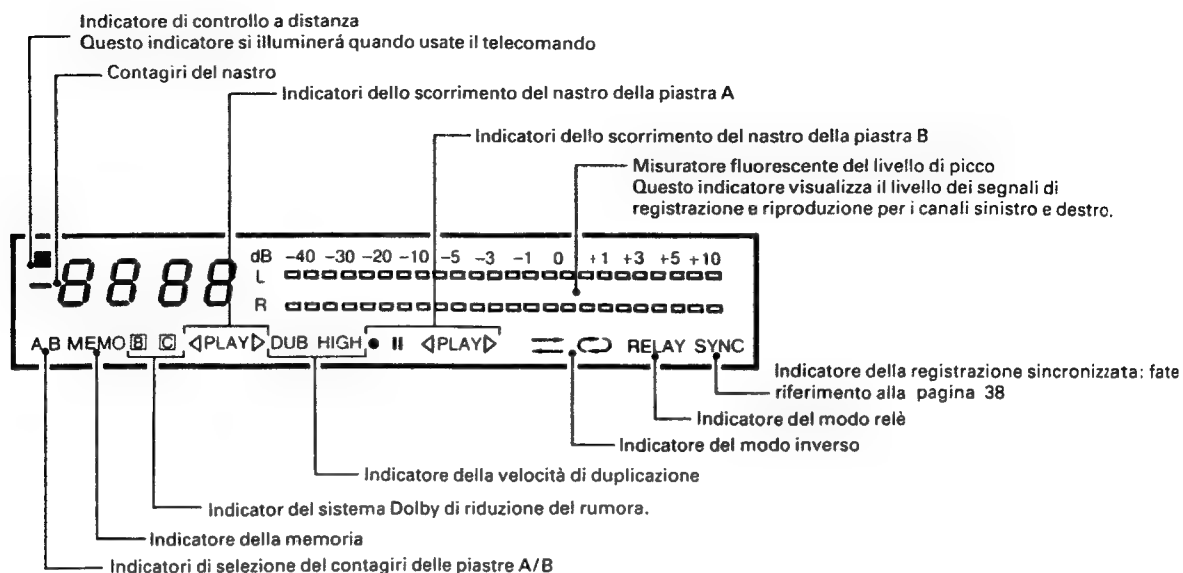 Indicatore di controllo a distanza
Questo indicatore si illuminerá quando usate il telecomando
Contagiri del nastro
Indicatori dello scorrimento del nastro della piastra A
Indicatori dello scorrimento del nastro della piastra B
Misuratore fluorescente del livello di picco
Questo indicatore visualizza il livello dei segnali di
registrazione e riproduzione per i canali sinistro e destro.
8888
dB -40 -30 -20 -10 -5 -3 -1 0 +1 +3 +5 +10
L
R
A B MEMO B C ◁PLAY▷ DUB HIGH ● II ◁PLAY▷ RELAY SYNC
Indicatore della registrazione sincronizzata: fate
riferimento alla pagina 38
Indicatore del modo relè
Indicatore del modo inverso
Indicatore della velocità di duplicazione
Indicator del sistema Dolby di riduzione del rumora.
Indicatore della memoria
Indicatori di selezione del contagiri delle piastre A/B